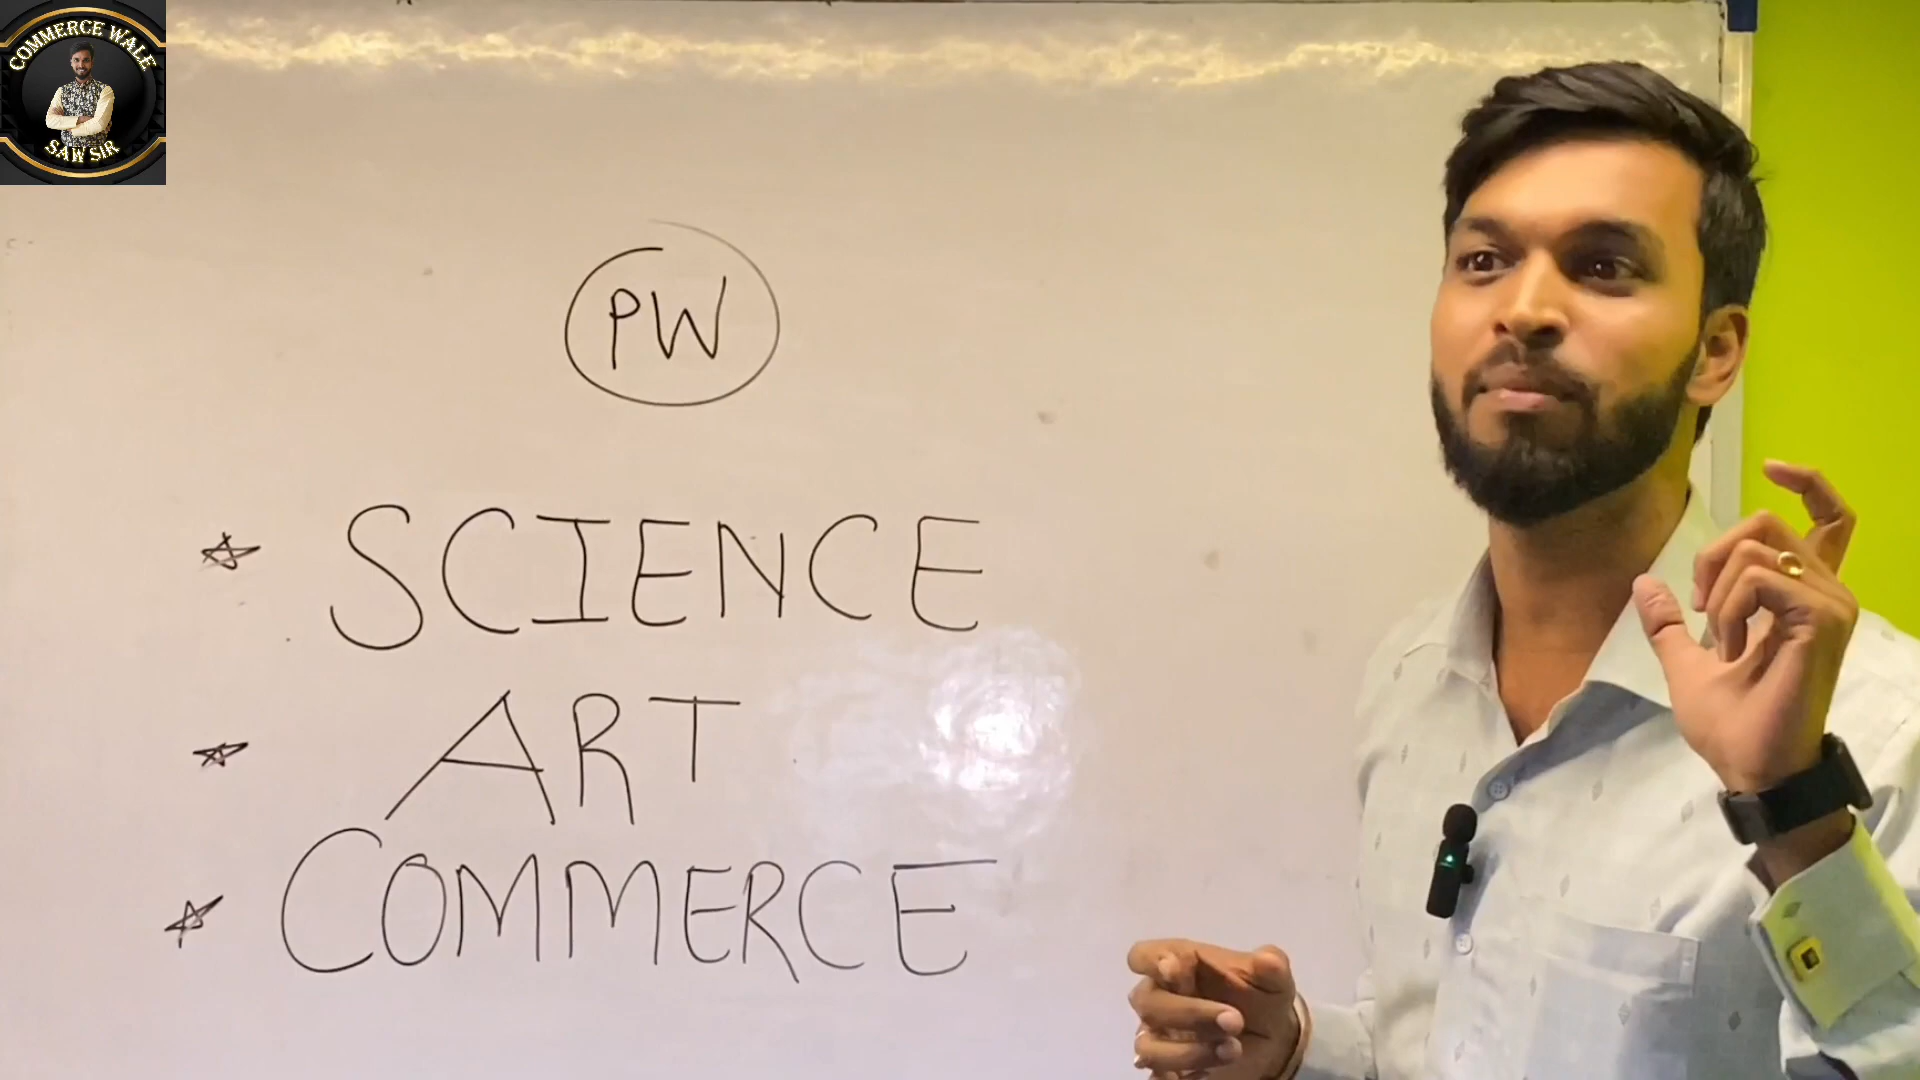 COMMERCE WALE
SAW SIR
PW
SCIENCE
ART
COMMERCE